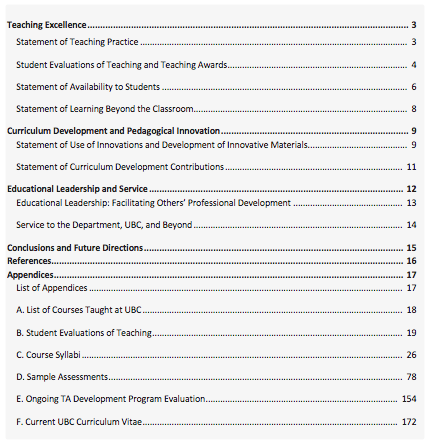 Teaching Excellence 3
Statement of Teaching Practice 3
Student Evaluations of Teaching and Teaching Awards 4
Statement of Availability to Students 6
Statement of Learning Beyond the Classroom 8
Curriculum Development and Pedagogical Innovation 9
Statement of Use of Innovations and Development of Innovative Materials 9
Statement of Curriculum Development Contributions 11
Educational Leadership and Service 12
Educational Leadership: Facilitating Others' Professional Development 13
Service to the Department, UBC, and Beyond 14
Conclusions and Future Directions 15
References 16
Appendices 17
List of Appendices 17
A. List of Courses Taught at UBC 18
B. Student Evaluations of Teaching 19
C. Course Syllabi 26
D. Sample Assessments 78
E. Ongoing TA Development Program Evaluation 154
F. Current UBC Curriculum Vitae 172